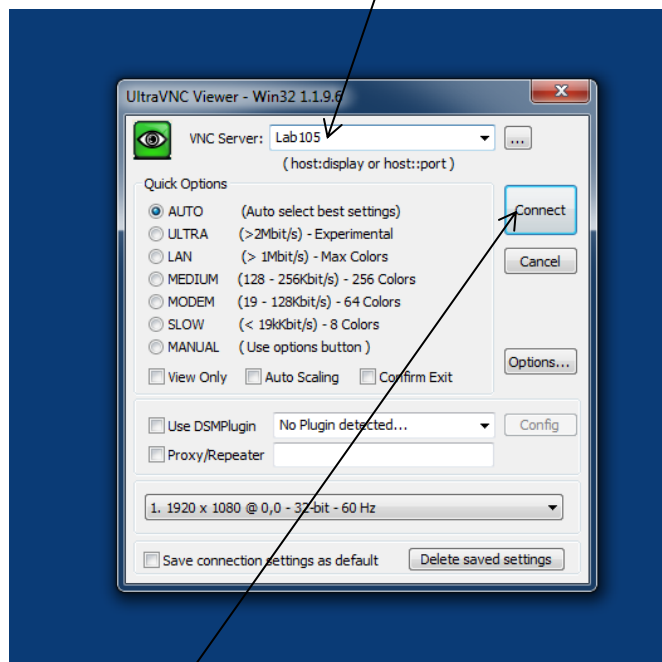 UltraVNC Viewer - Win32 1.1.9.6
VNC Server: Lab105 ...
( host:display or host::port )
Quick Options
AUTO (Auto select best settings)
Connect
ULTRA (>2Mbit/s) - Experimental
LAN (> 1Mbit/s) - Max Colors
Cancel
MEDIUM (128 - 256Kbit/s) - 256 Colors
MODEM (19 - 128Kbit/s) - 64 Colors
SLOW (< 19kKbit/s) - 8 Colors
MANUAL ( Use options button )
Options...
View Only Auto Scaling Confirm Exit
Use DSMPlugin No Plugin detected... Config
Proxy/Repeater
1. 1920 x 1080 @ 0,0 - 32-bit - 60 Hz
Save connection settings as default Delete saved settings